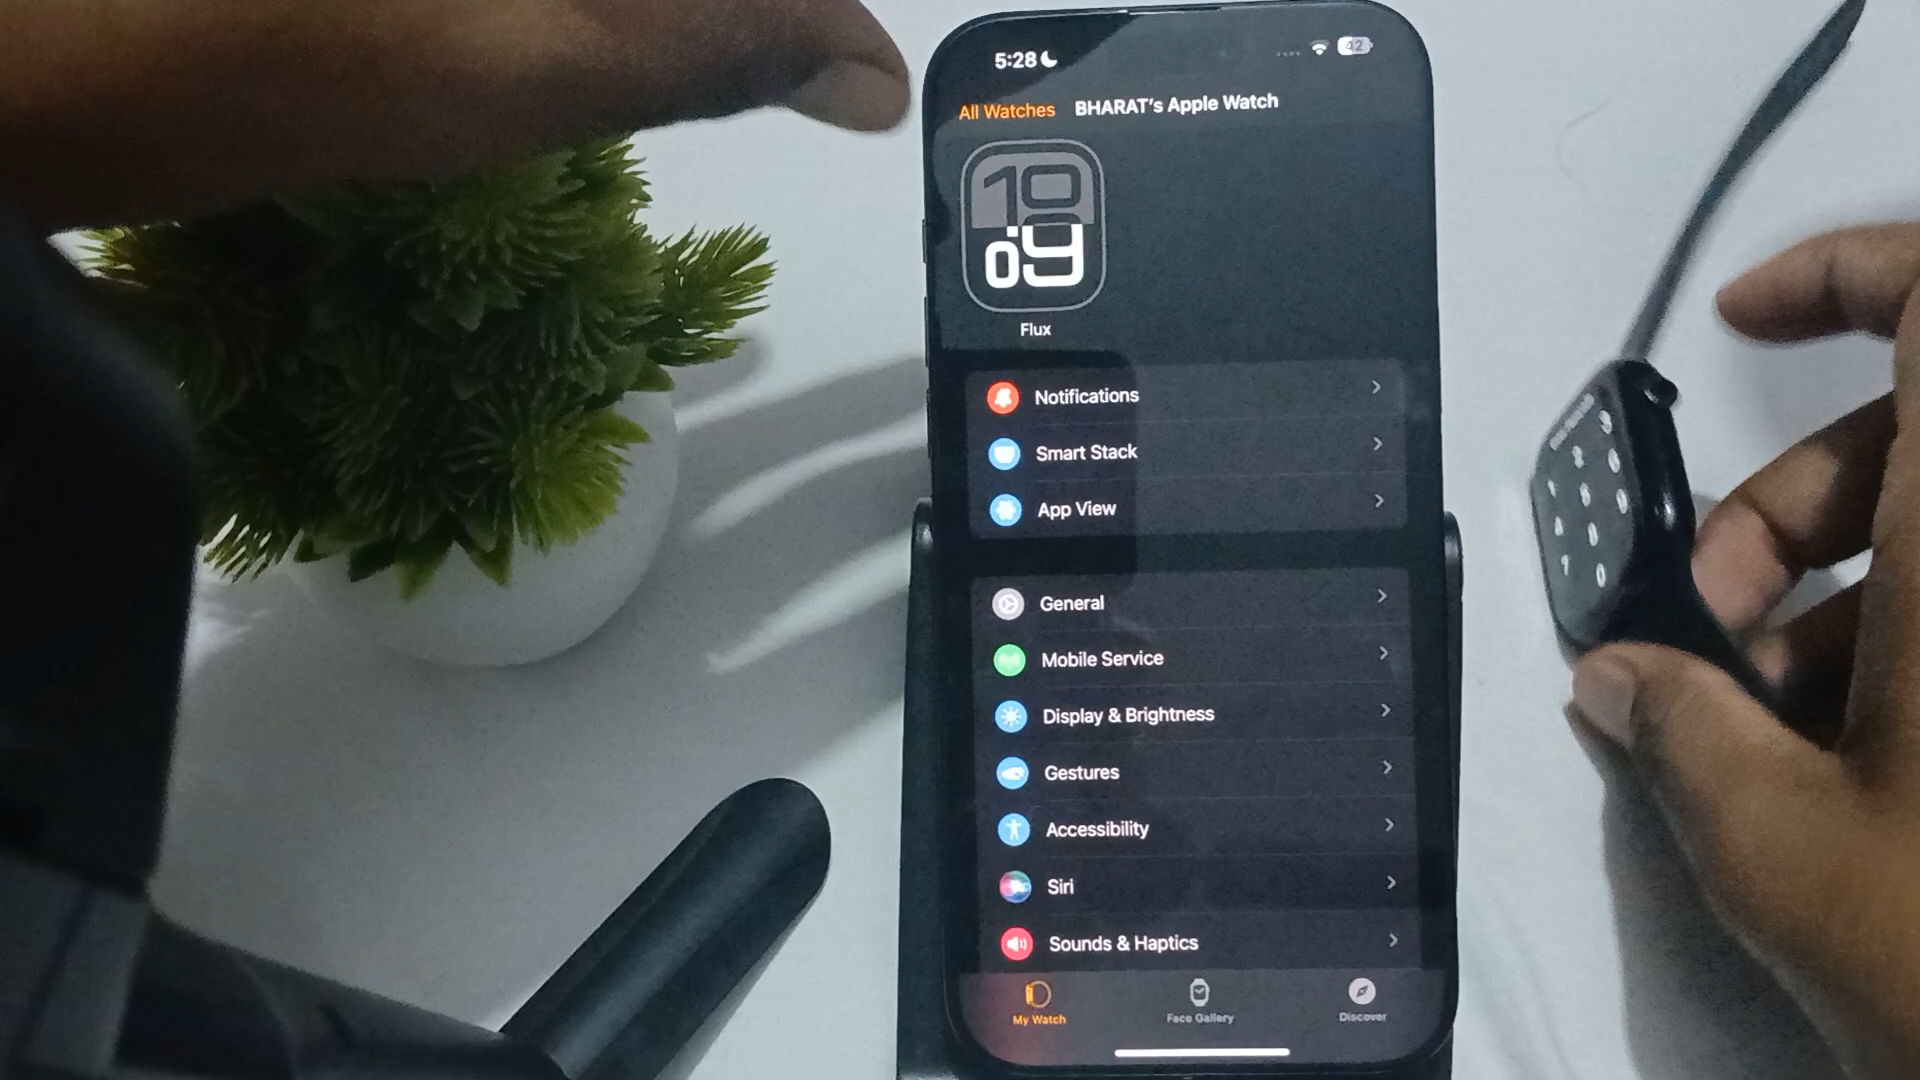 5:28
42
All Watches BHARAT's Apple Watch
10
09
Flux
Notifications
Smart Stack
App View
General
Mobile Service
Display & Brightness
Gestures
Accessibility
Siri
Sounds & Haptics
My Watch Face Gallery Discover